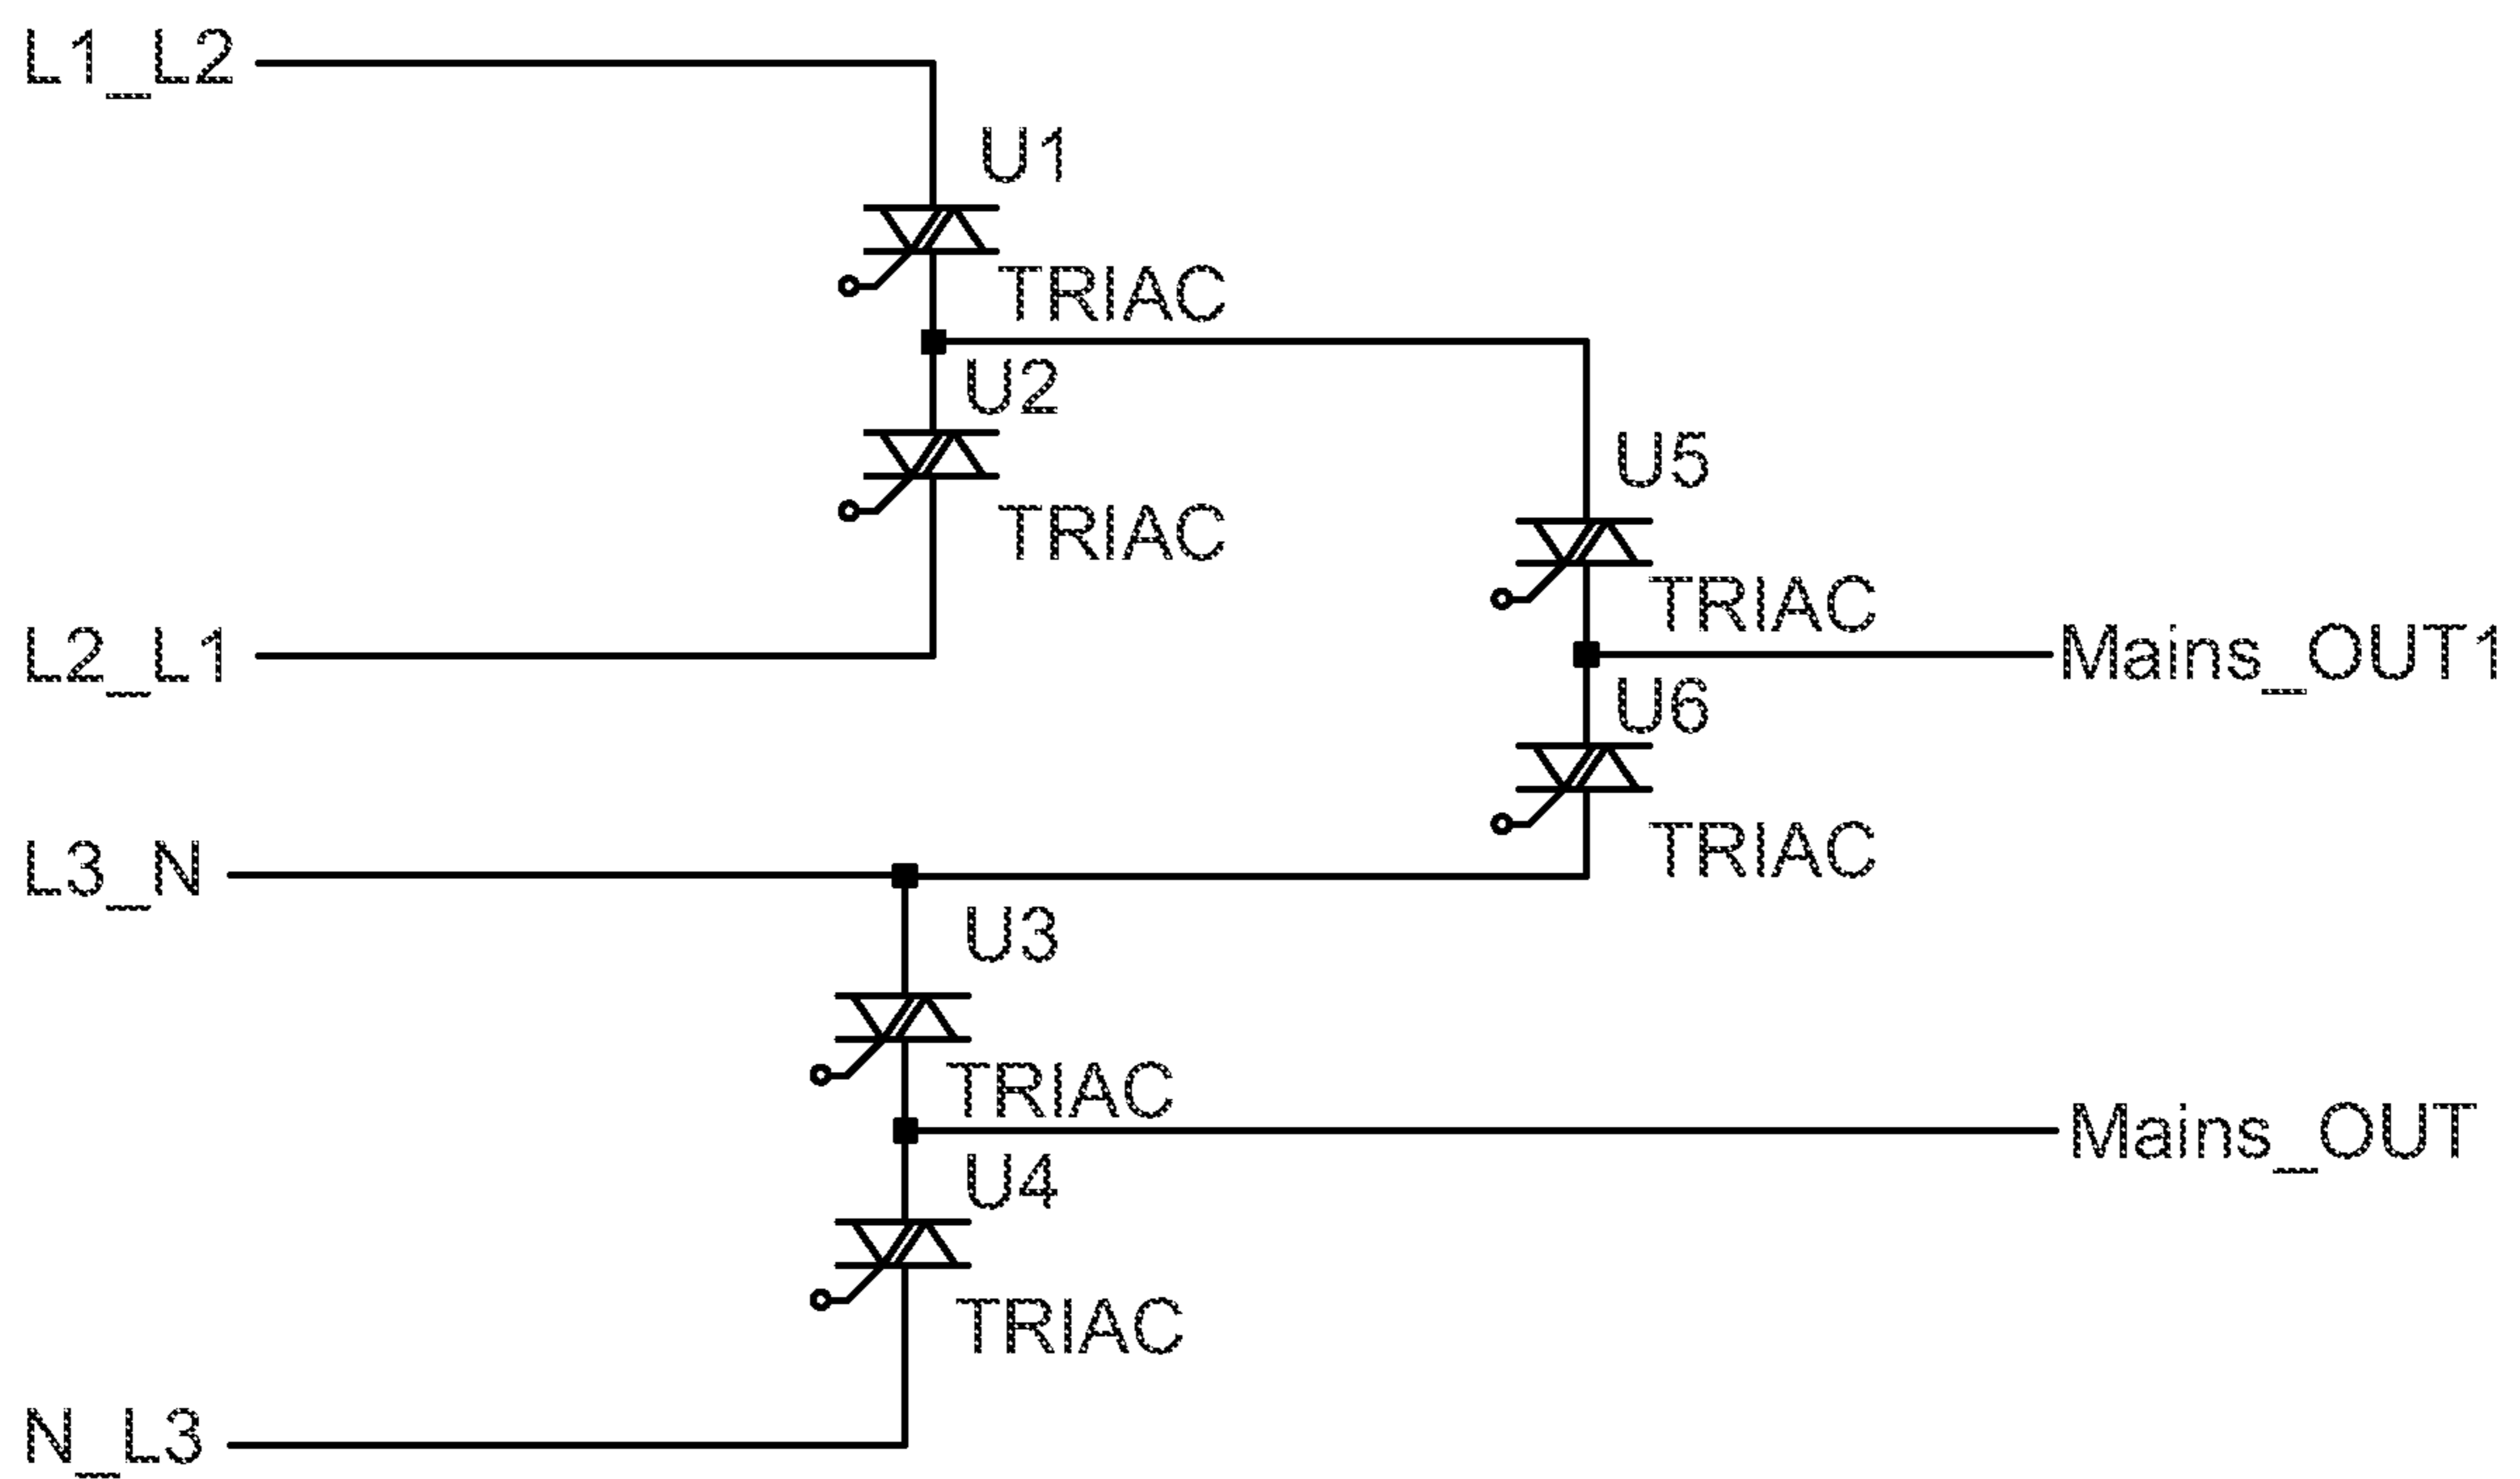 L1_L2
U1
TRIAC
U2
TRIAC
U5
TRIAC
L2_L1
Mains_OUT1
U6
TRIAC
L3_N
U3
TRIAC
Mains_OUT
U4
TRIAC
N_L3